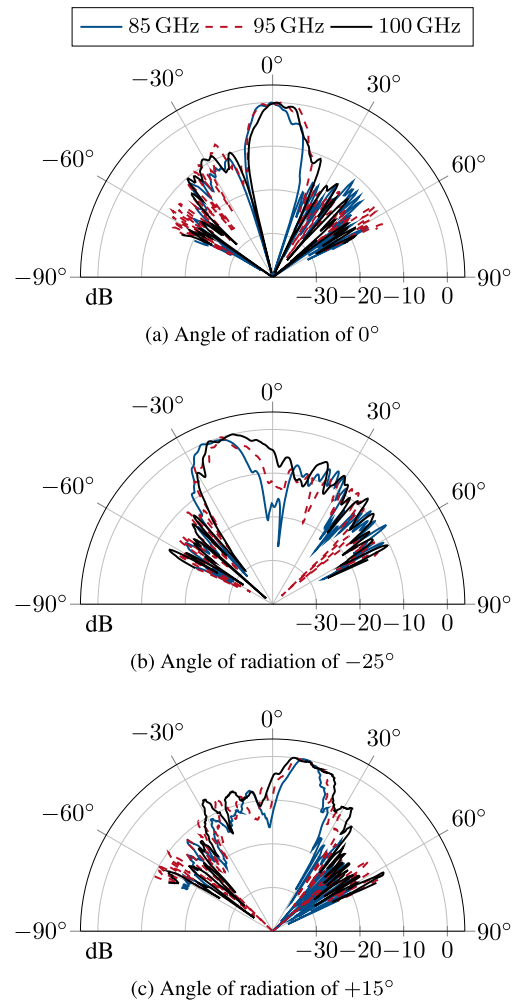 85 GHz 95 GHz 100 GHz
0°
−30° 30°
−60° 60°
−90° 90°
dB −30 −20 −10 0
(a) Angle of radiation of 0°
0°
−30° 30°
−60° 60°
−90° 90°
dB −30 −20 −10 0
(b) Angle of radiation of −25°
0°
−30° 30°
−60° 60°
−90° 90°
dB −30 −20 −10 0
(c) Angle of radiation of +15°